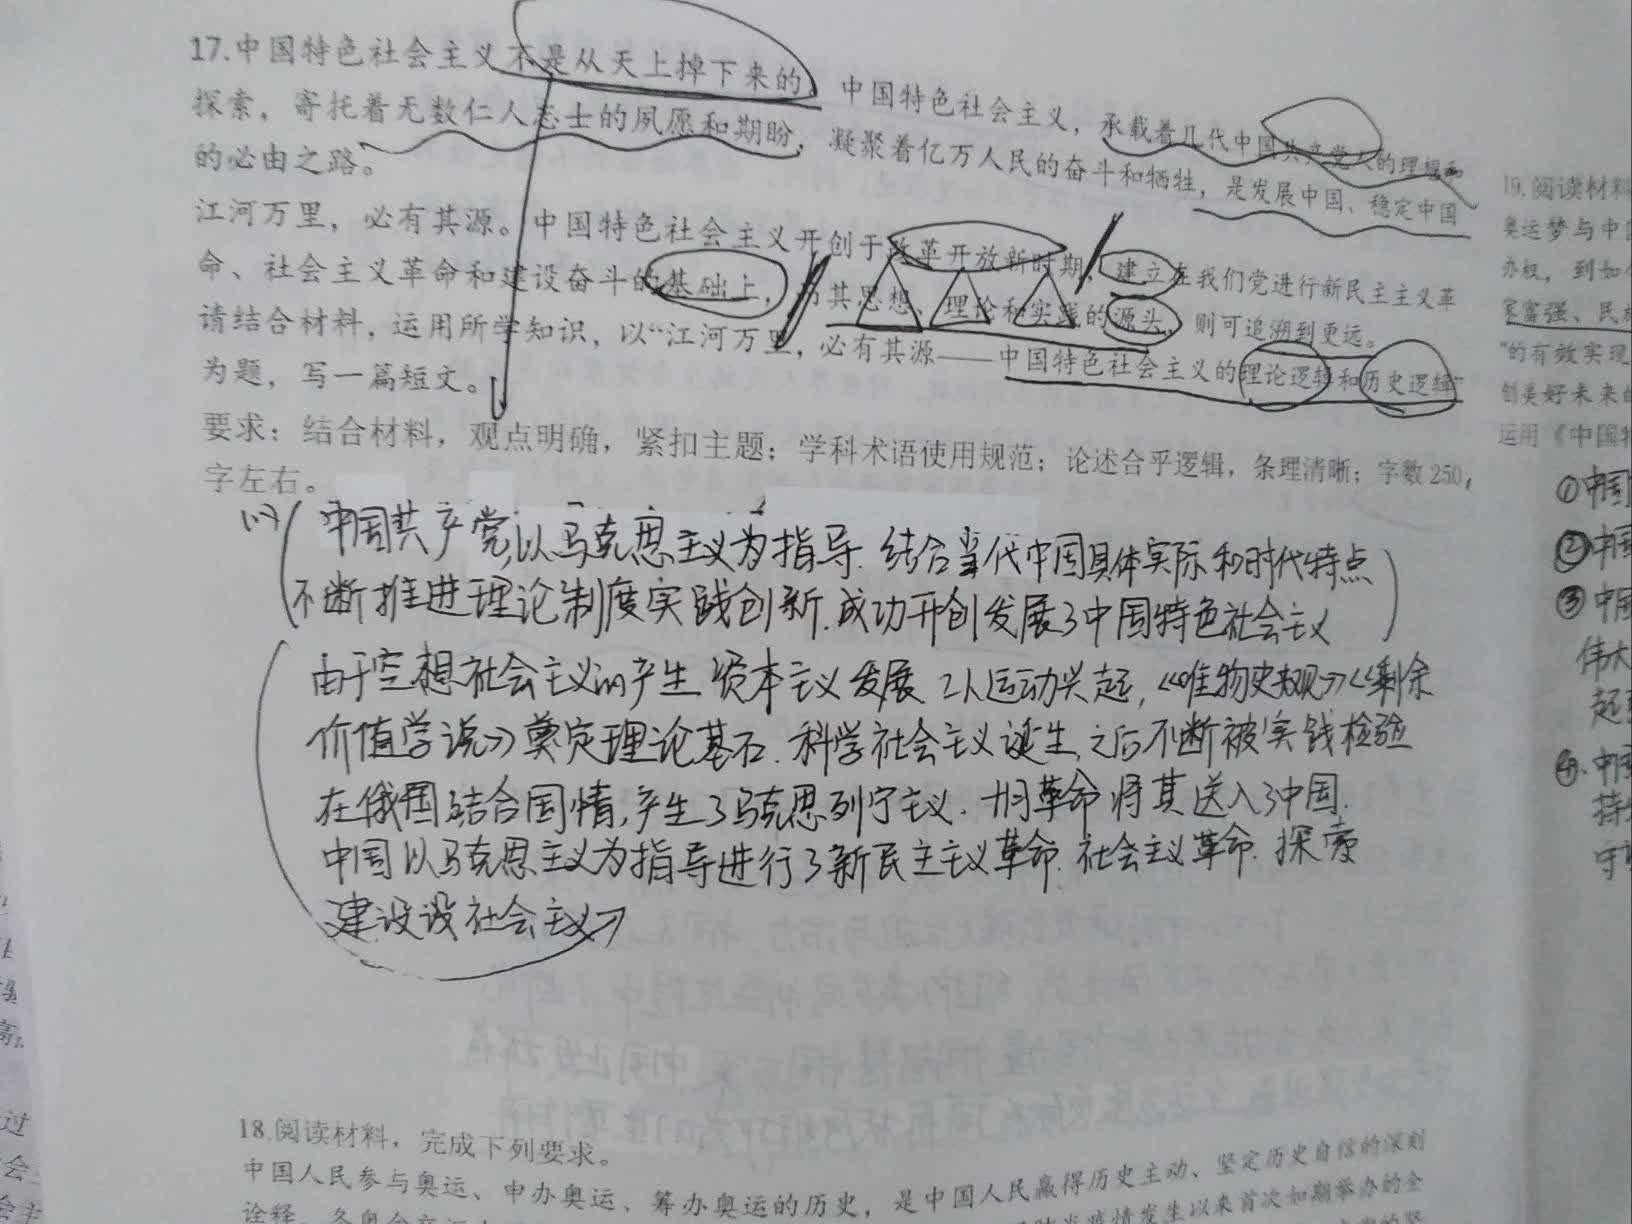 17.中国特色社会主义不是从天上掉下来的，中国特色社会主义，承载着几代中国共产党人的理想和
探索，寄托着无数仁人志士的夙愿和期盼，凝聚着亿万人民的奋斗和牺牲，是发展中国、稳定中国
的必由之路。
江河万里，必有其源。中国特色社会主义开创于改革开放新时期，建立在我们党进行新民主主义革
命、社会主义革命和建设奋斗的基础上，而其思想、理论和实践的源头，则可追溯到更远。
请结合材料，运用所学知识，以“江河万里，必有其源——中国特色社会主义的理论逻辑和历史逻辑”
为题，写一篇短文。
要求：结合材料，观点明确，紧扣主题；学科术语使用规范；论述合乎逻辑，条理清晰；字数250
字左右。
中国共产党,以马克思主义为指导.结合当代中国具体实际和时代特点
不断推进理论制度实践创新.成功开创发展了中国特色社会主义
由于空想社会主义的产生 资本主义发展 工人运动兴起,《唯物史观》《剩余
价值学说》奠定理论基石.科学社会主义诞生,之后不断被实践检验
在俄国结合国情,产生了马克思列宁主义.十月革命将其送入了中国.
中国以马克思主义为指导进行了新民主主义革命.社会主义革命.探索
建设设社会主义
18.阅读材料，完成下列要求。
中国人民参与奥运、申办奥运、筹办奥运的历史，是中国人民赢得历史主动、坚定历史自信的深刻
诠释。
情发生以来首次如期举办的全
19.阅读材料
奥运梦与中国
办权，到如
家富强、民
”的有效实现
创美好未来的
运用《中国特
①中国
②中国
③中国
伟大
④.中国